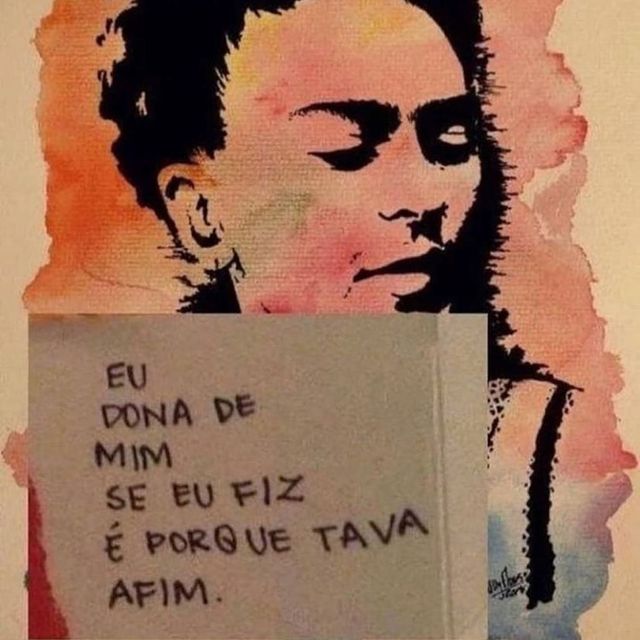 EU
DONA DE
MIM
SE EU FIZ
É PORQUE TAVA
AFIM.